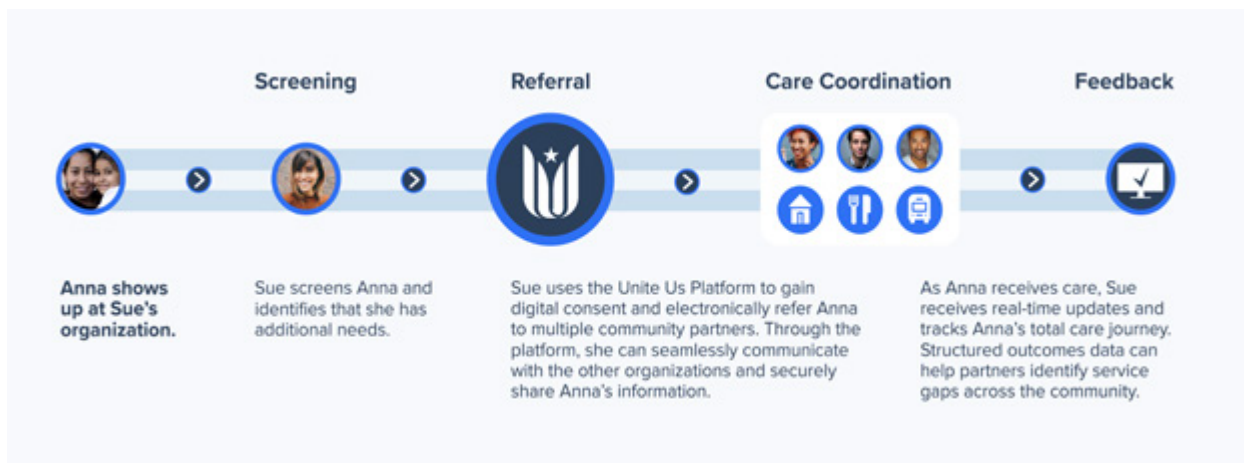 Screening
Referral
Care Coordination
Feedback
Anna shows
up at Sue's
organization.
Sue screens Anna and
identifies that she has
additional needs.
Sue uses the Unite Us Platform to gain
digital consent and electronically refer Anna
to multiple community partners. Through the
platform, she can seamlessly communicate
with the other organizations and securely
share Anna's information.
As Anna receives care, Sue
receives real-time updates and
tracks Anna's total care journey.
Structured outcomes data can
help partners identify service
gaps across the community.